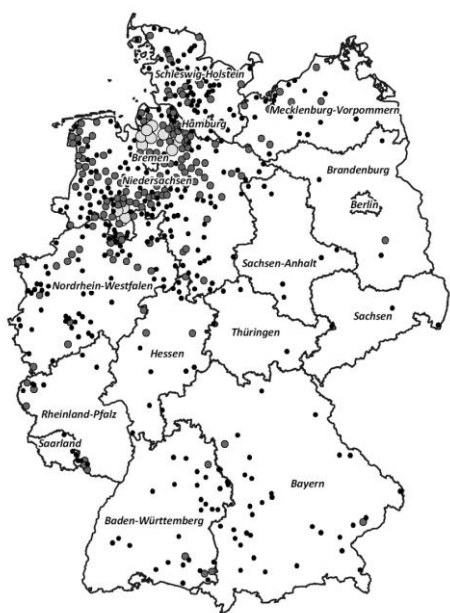 Schleswig-Holstein
Mecklenburg-Vorpommern
Hamburg
Bremen
Brandenburg
Niedersachsen
Berlin
Sachsen-Anhalt
Nordrhein-Westfalen
Sachsen
Thüringen
Hessen
Rheinland-Pfalz
Saarland
Bayern
Baden-Württemberg